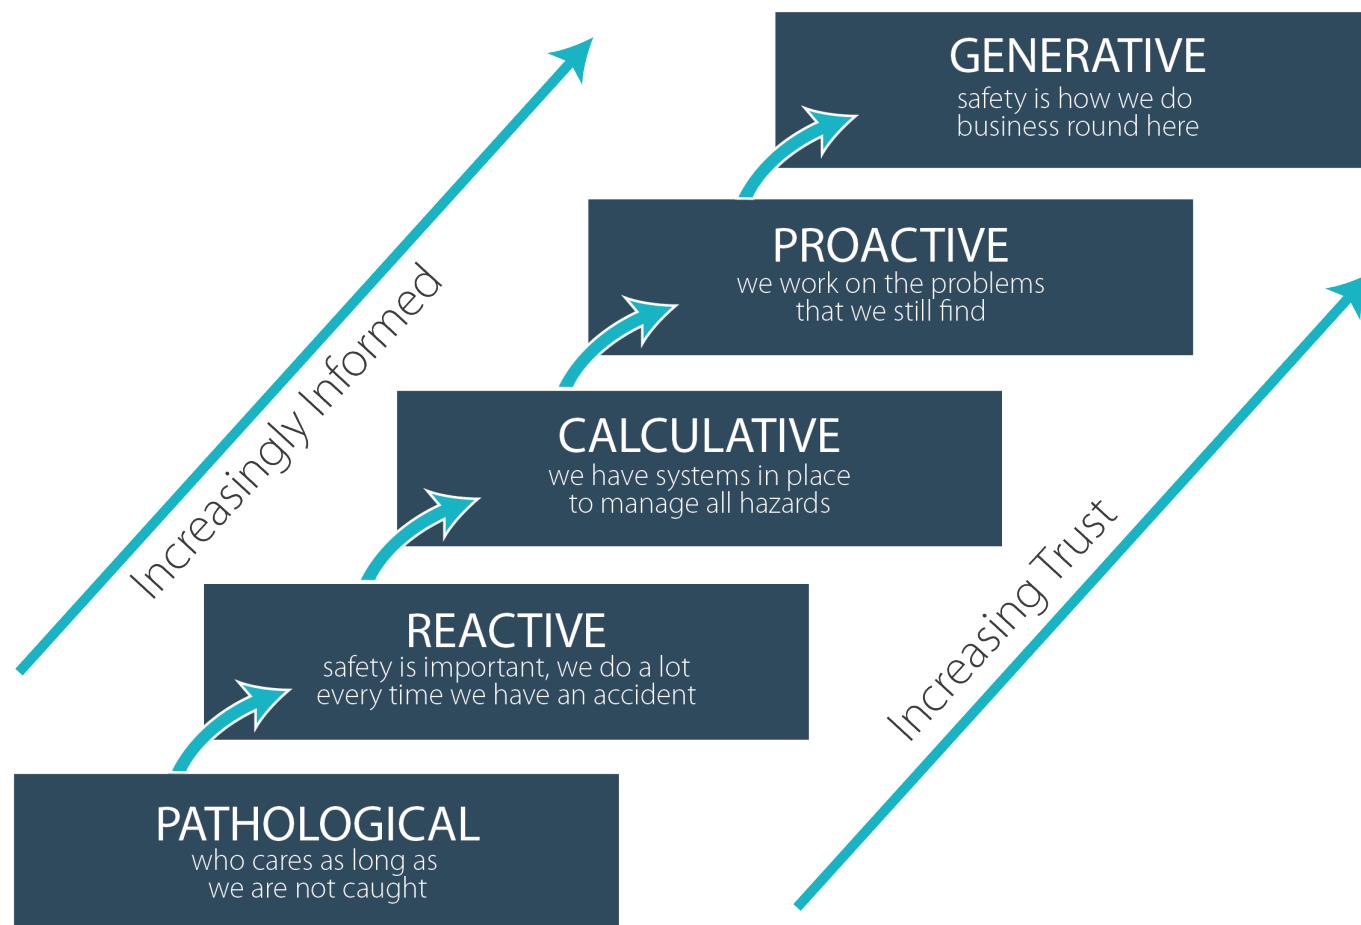 GENERATIVE
safety is how we do
business round here
PROACTIVE
we work on the problems
that we still find
CALCULATIVE
we have systems in place
to manage all hazards
REACTIVE
safety is important, we do a lot
every time we have an accident
PATHOLOGICAL
who cares as long as
we are not caught
Increasingly Informed
Increasing Trust